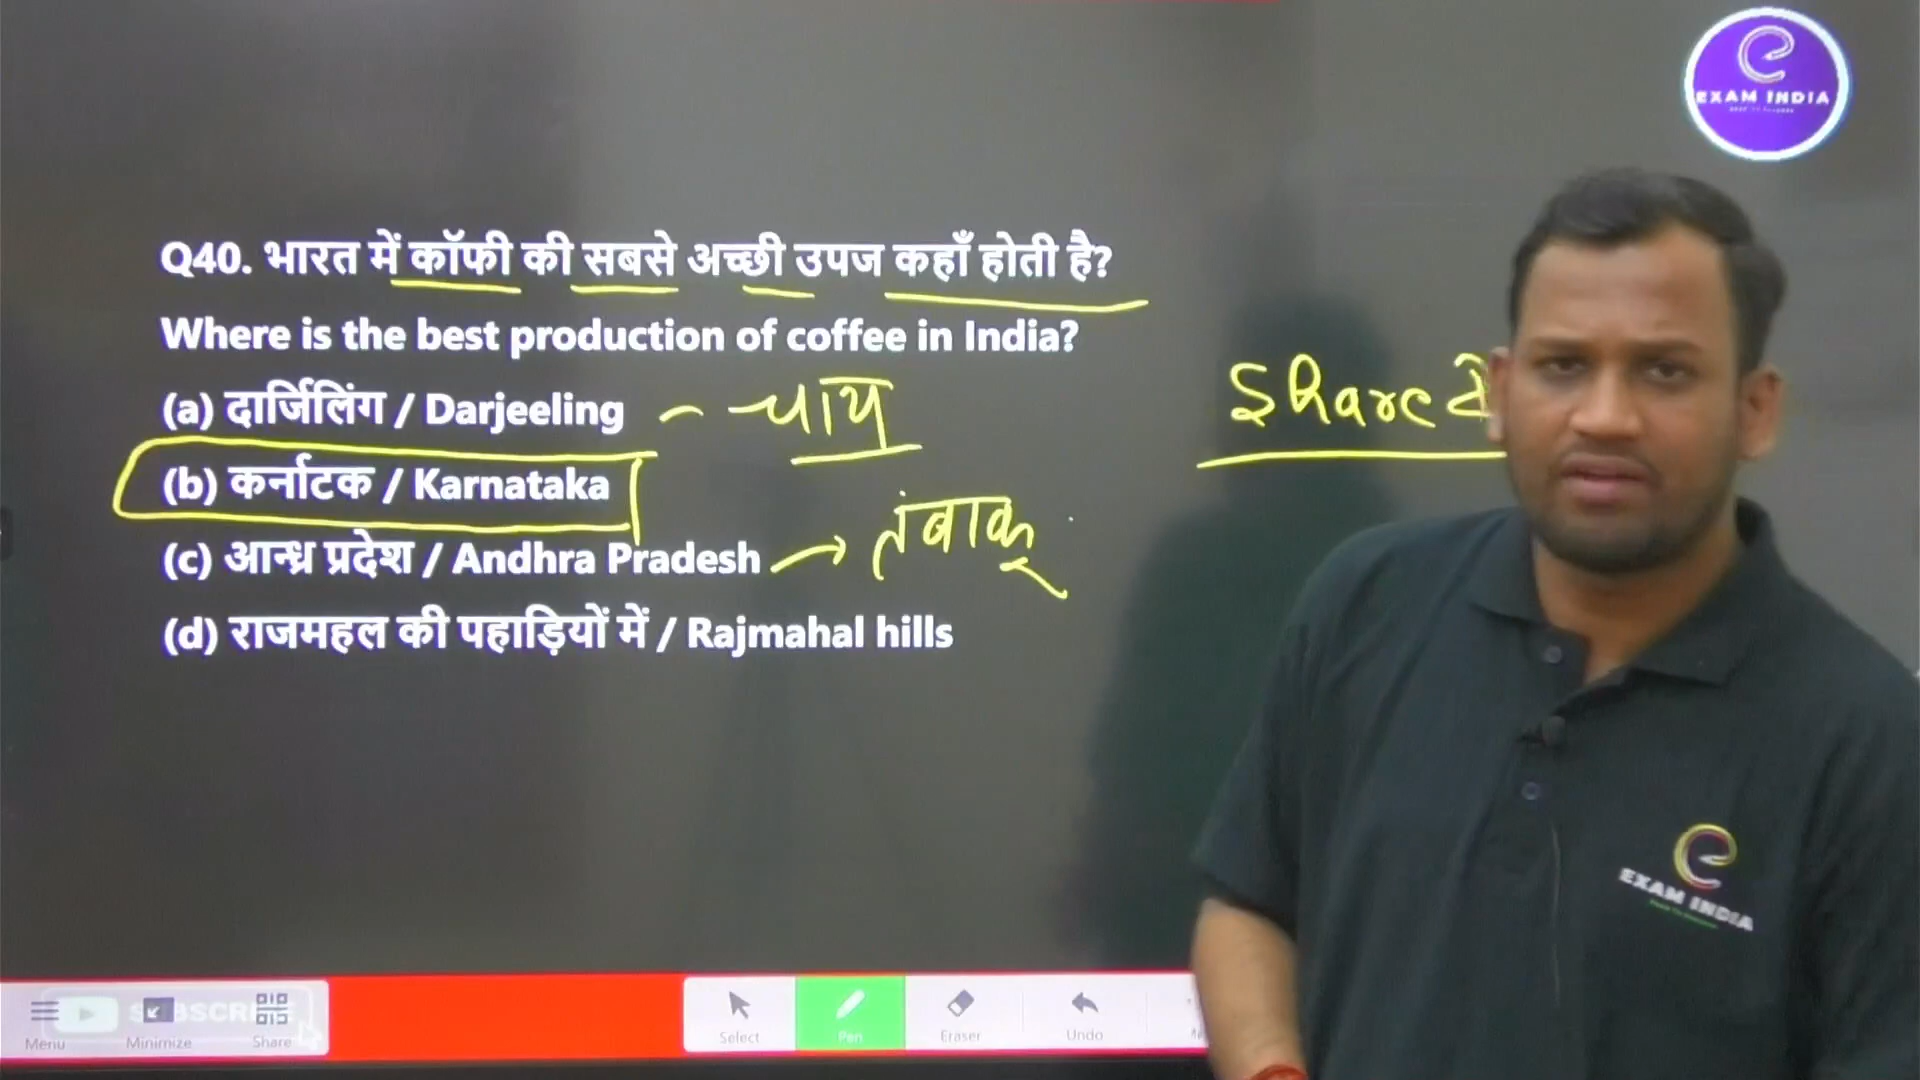 EXAM INDIA
Q40. भारत में कॉफी की सबसे अच्छी उपज कहाँ होती है?
Where is the best production of coffee in India?
(a) दार्जिलिंग / Darjeeling - चाय
Share
(b) कर्नाटक / Karnataka
(c) आन्ध्र प्रदेश / Andhra Pradesh → तंबाकू
(d) राजमहल की पहाड़ियों में / Rajmahal hills
EXAM INDIA
Menu
Minimize
Share
Select
Pen
Eraser
Undo